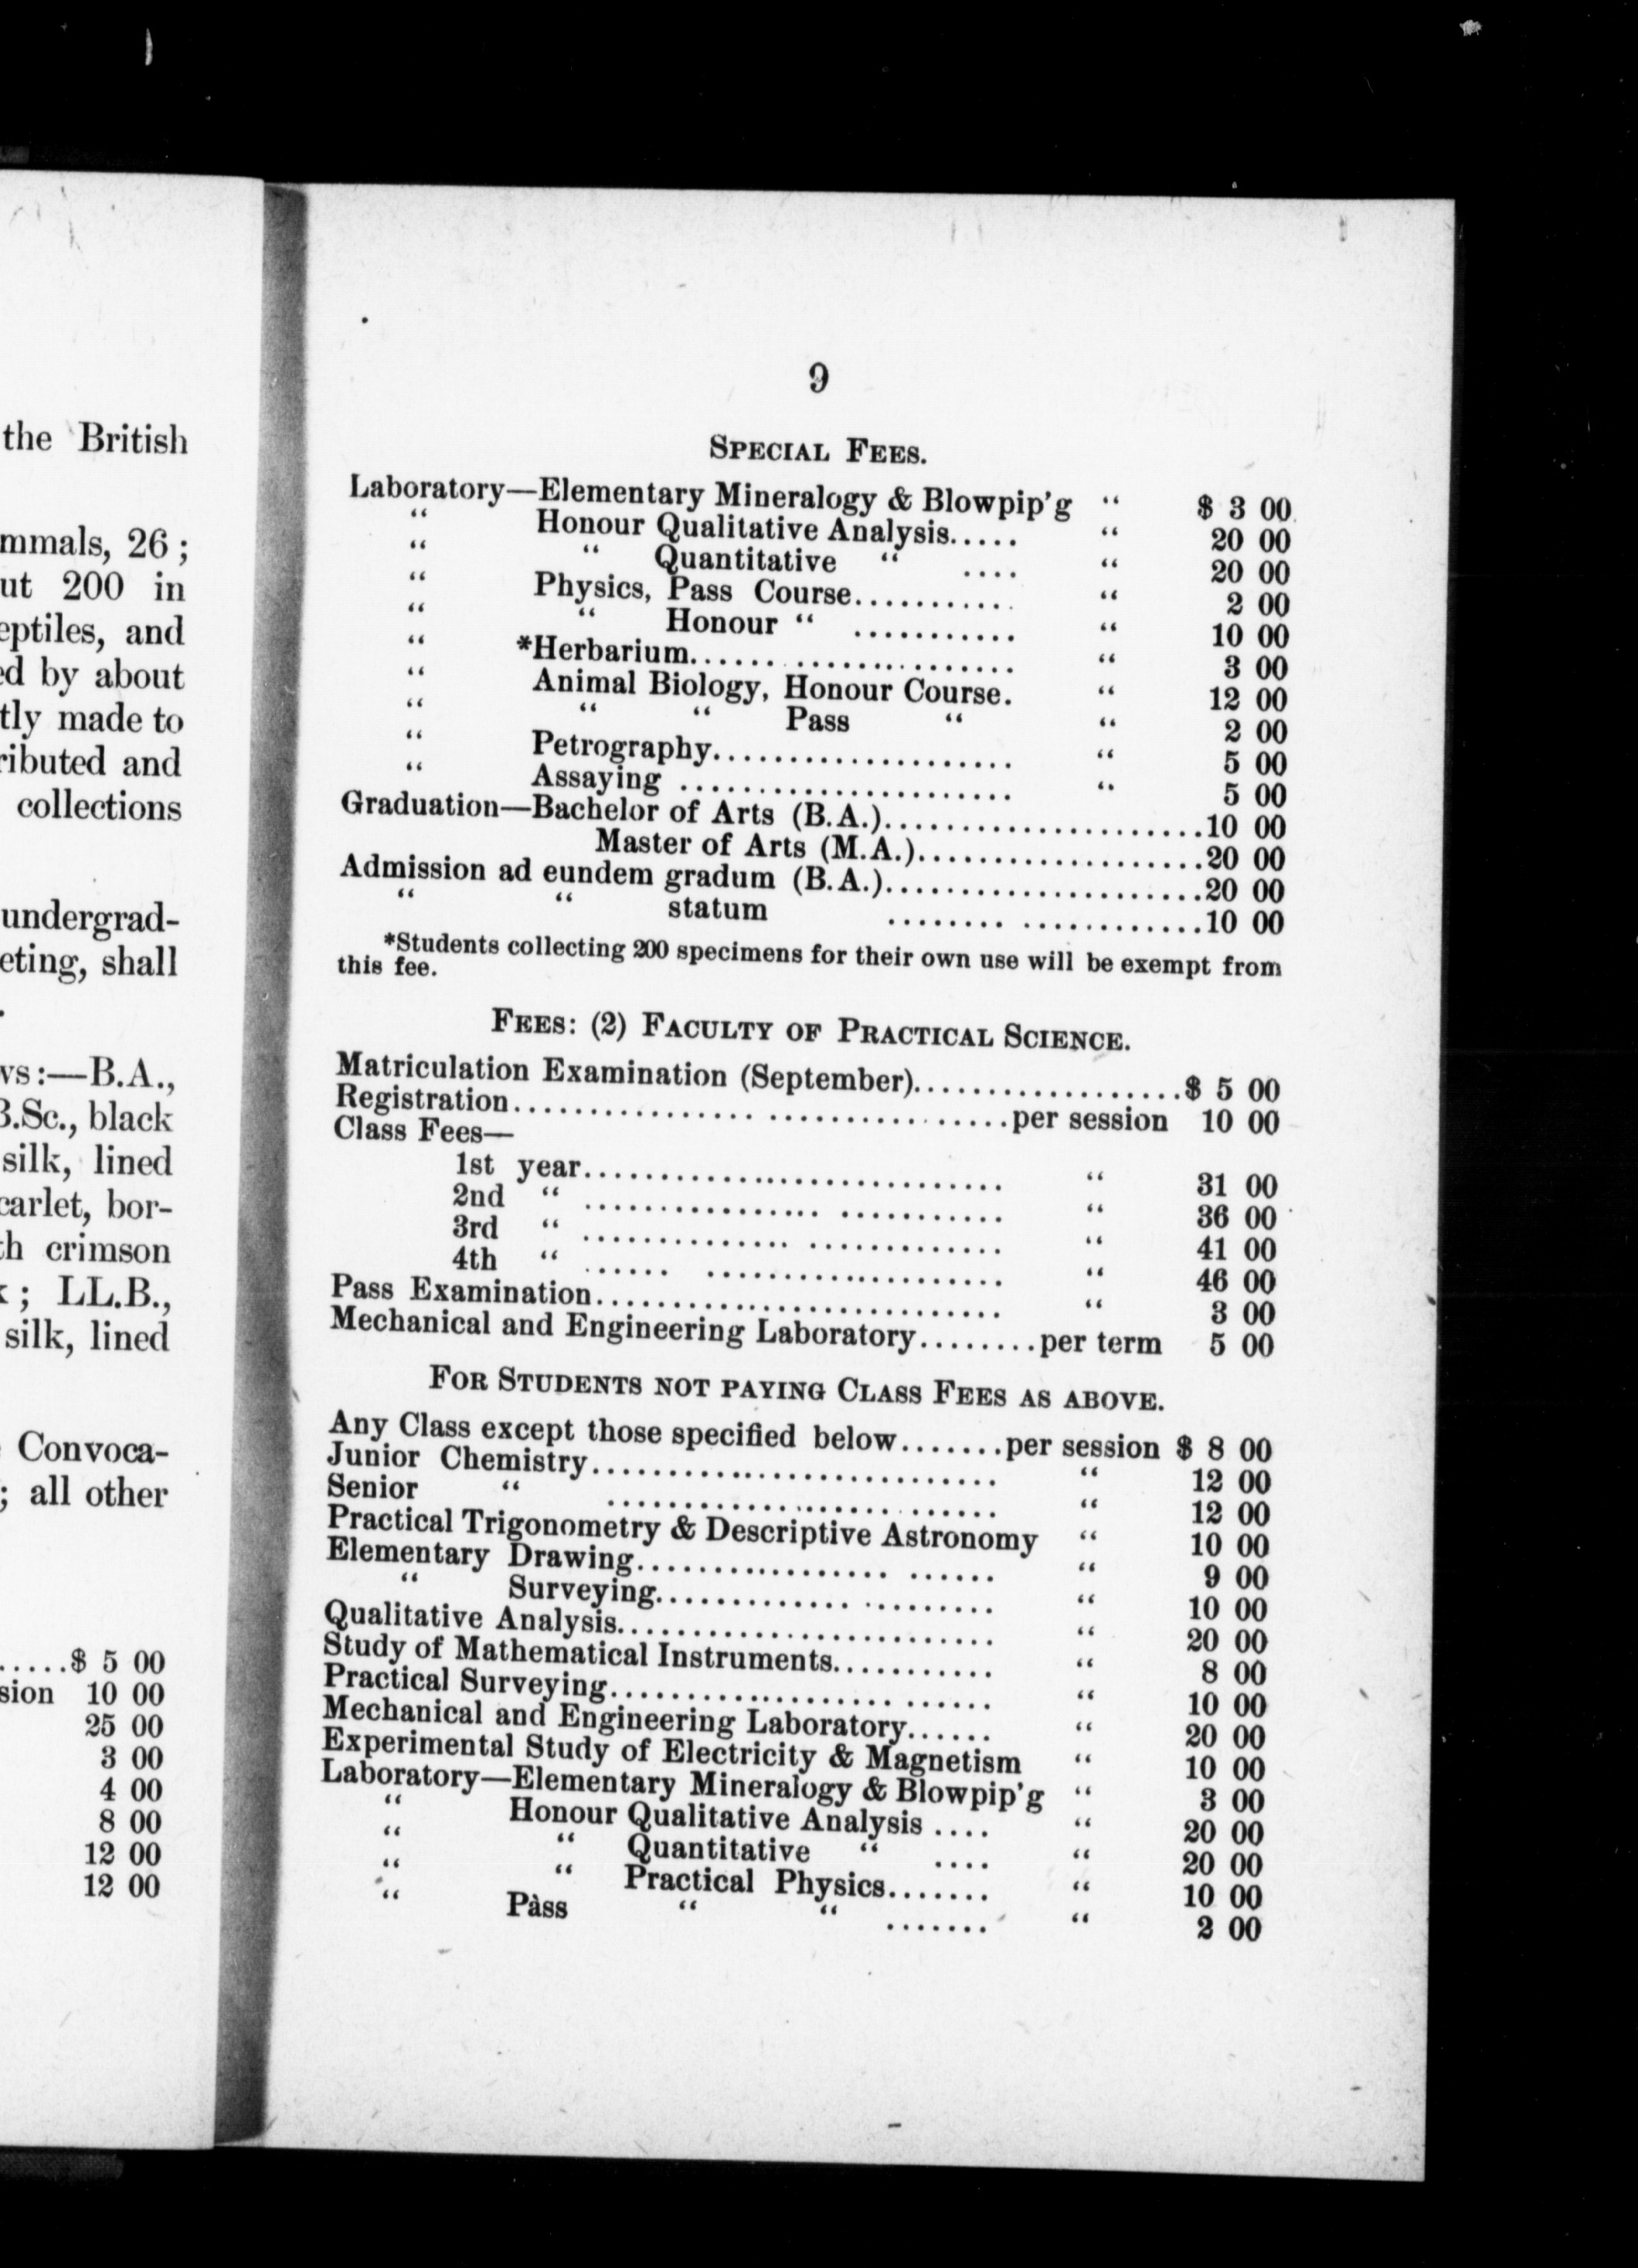 the British
mmals, 26 ;
ut 200 in
eptiles, and
ed by about
tly made to
ributed and
collections
undergrad-
eting, shall
.
vs :—B.A.,
B.Sc., black
silk, lined
carlet, bor-
th crimson
k ; LL.B.,
silk, lined
Convoca-
; all other
.....$ 5 00
sion 10 00
25 00
3 00
4 00
8 00
12 00
12 00
9
SPECIAL FEES.
Laboratory—Elementary Mineralogy & Blowpip'g “ $ 3 00
“ Honour Qualitative Analysis..... “ 20 00
“ “ Quantitative “ .... “ 20 00
“ Physics, Pass Course........... “ 2 00
“ “ Honour “ ........... “ 10 00
“ *Herbarium...................... “ 3 00
“ Animal Biology, Honour Course. “ 12 00
“ “ “ Pass “ “ 2 00
“ Petrography..................... “ 5 00
“ Assaying ....................... “ 5 00
Graduation—Bachelor of Arts (B.A.)......................10 00
Master of Arts (M.A.)...................20 00
Admission ad eundem gradum (B.A.)......................20 00
“ “ statum ........ ............10 00
*Students collecting 200 specimens for their own use will be exempt from
this fee.
FEES: (2) FACULTY OF PRACTICAL SCIENCE.
Matriculation Examination (September)..................$ 5 00
Registration................ ................per session 10 00
Class Fees—
1st year............................. “ 31 00
2nd “ ................ ........... “ 36 00
3rd “ .............. ............. “ 41 00
4th “ ...... .................... “ 46 00
Pass Examination............................ “ 3 00
Mechanical and Engineering Laboratory........per term 5 00
FOR STUDENTS NOT PAYING CLASS FEES AS ABOVE.
Any Class except those specified below.......per session $ 8 00
Junior Chemistry............................ “ 12 00
Senior “ ........................... “ 12 00
Practical Trigonometry & Descriptive Astronomy “ 10 00
Elementary Drawing................. ...... “ 9 00
“ Surveying............. ......... “ 10 00
Qualitative Analysis.......................... “ 20 00
Study of Mathematical Instruments........... “ 8 00
Practical Surveying................... ...... “ 10 00
Mechanical and Engineering Laboratory...... “ 20 00
Experimental Study of Electricity & Magnetism “ 10 00
Laboratory—Elementary Mineralogy & Blowpip'g “ 3 00
“ Honour Qualitative Analysis .... “ 20 00
“ “ Quantitative “ .... “ 20 00
“ “ Practical Physics....... “ 10 00
“ Pass “ “ ....... “ 2 00